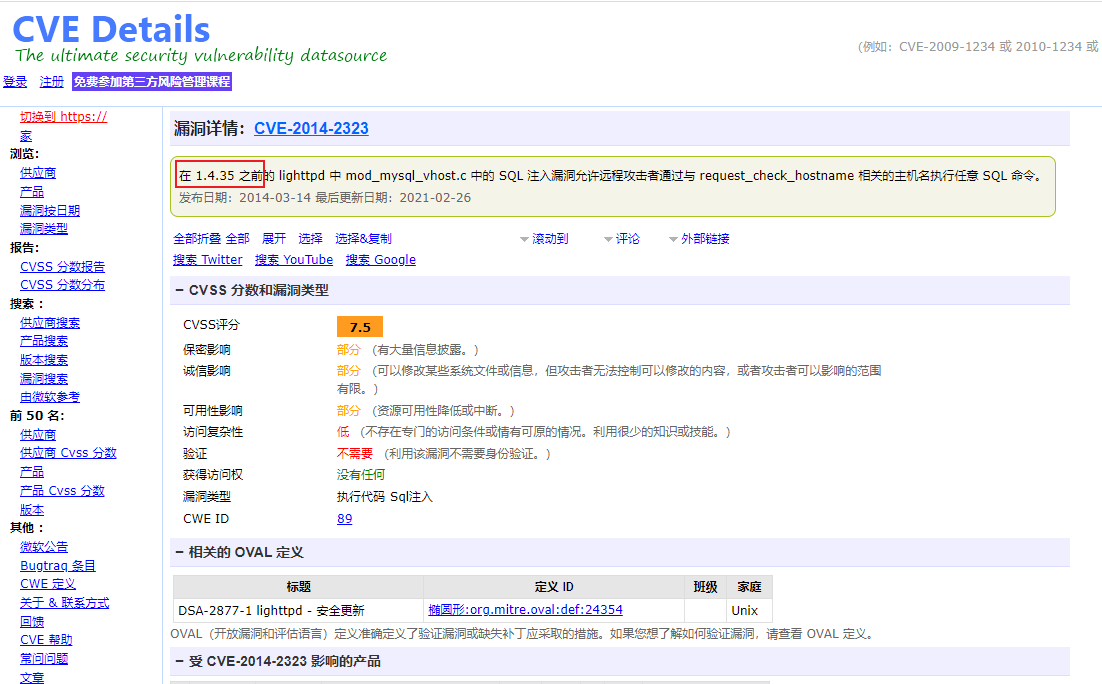 CVE Details
The ultimate security vulnerability datasource
(例如：CVE-2009-1234 或 2010-1234 或
登录 注册 免费参加第三方风险管理课程
切换到 https://
家
浏览：
供应商
产品
漏洞按日期
漏洞类型
报告：
CVSS 分数报告
CVSS 分数分布
搜索：
供应商搜索
产品搜索
版本搜索
漏洞搜索
由微软参考
前 50 名：
供应商
供应商 Cvss 分数
产品
产品 Cvss 分数
版本
其他：
微软公告
Bugtraq 条目
CWE 定义
关于 & 联系方式
回馈
CVE 帮助
常问问题
文章
漏洞详情：CVE-2014-2323
在 1.4.35 之前的 lighttpd 中 mod_mysql_vhost.c 中的 SQL 注入漏洞允许远程攻击者通过与 request_check_hostname 相关的主机名执行任意 SQL 命令。
发布日期：2014-03-14 最后更新日期：2021-02-26
全部折叠 全部 展开 选择 选择&复制 滚动到 评论 外部链接
搜索 Twitter 搜索 YouTube 搜索 Google
− CVSS 分数和漏洞类型
CVSS评分 7.5
保密影响 部分 （有大量信息披露。）
诚信影响 部分 （可以修改某些系统文件或信息，但攻击者无法控制可以修改的内容，或者攻击者可以影响的范围
有限。）
可用性影响 部分 （资源可用性降低或中断。）
访问复杂性 低 （不存在专门的访问条件或情有可原的情况。利用很少的知识或技能。）
验证 不需要 （利用该漏洞不需要身份验证。）
获得访问权 没有任何
漏洞类型 执行代码 Sql注入
CWE ID 89
− 相关的 OVAL 定义
标题 定义 ID 班级 家庭
DSA-2877-1 lighttpd - 安全更新 椭圆形:org.mitre.oval:def:24354 Unix
OVAL（开放漏洞和评估语言）定义准确定义了验证漏洞或缺失补丁应采取的措施。如果您想了解如何验证漏洞，请查看 OVAL 定义。
− 受 CVE-2014-2323 影响的产品